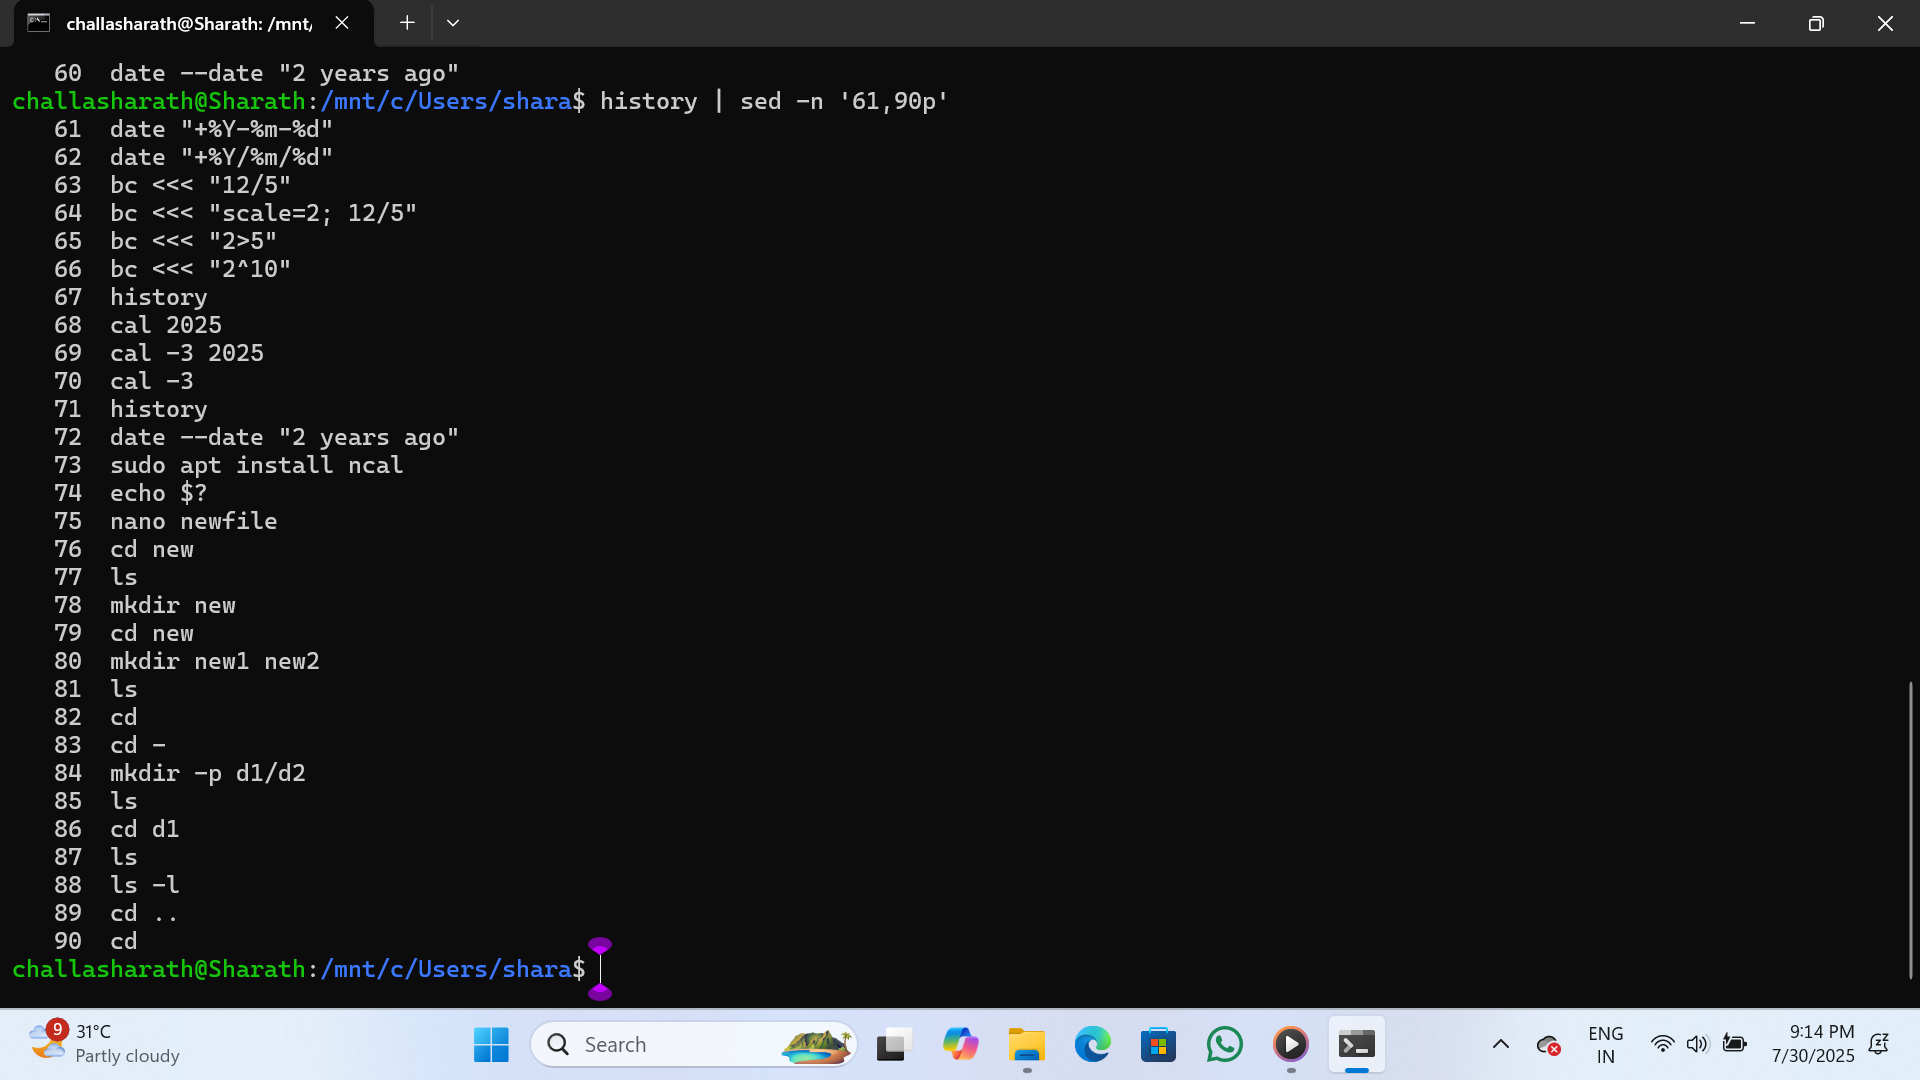 challasharath@Sharath: /mnt/
60 date --date "2 years ago"
challasharath@Sharath:/mnt/c/Users/shara$ history | sed -n '61,90p'
61 date "+%Y-%m-%d"
62 date "+%Y/%m/%d"
63 bc <<< "12/5"
64 bc <<< "scale=2; 12/5"
65 bc <<< "2>5"
66 bc <<< "2^10"
67 history
68 cal 2025
69 cal -3 2025
70 cal -3
71 history
72 date --date "2 years ago"
73 sudo apt install ncal
74 echo $?
75 nano newfile
76 cd new
77 ls
78 mkdir new
79 cd new
80 mkdir new1 new2
81 ls
82 cd
83 cd -
84 mkdir -p d1/d2
85 ls
86 cd d1
87 ls
88 ls -l
89 cd ..
90 cd
challasharath@Sharath:/mnt/c/Users/shara$
9
31°C
Partly cloudy
Search
ENG
IN
9:14 PM
7/30/2025